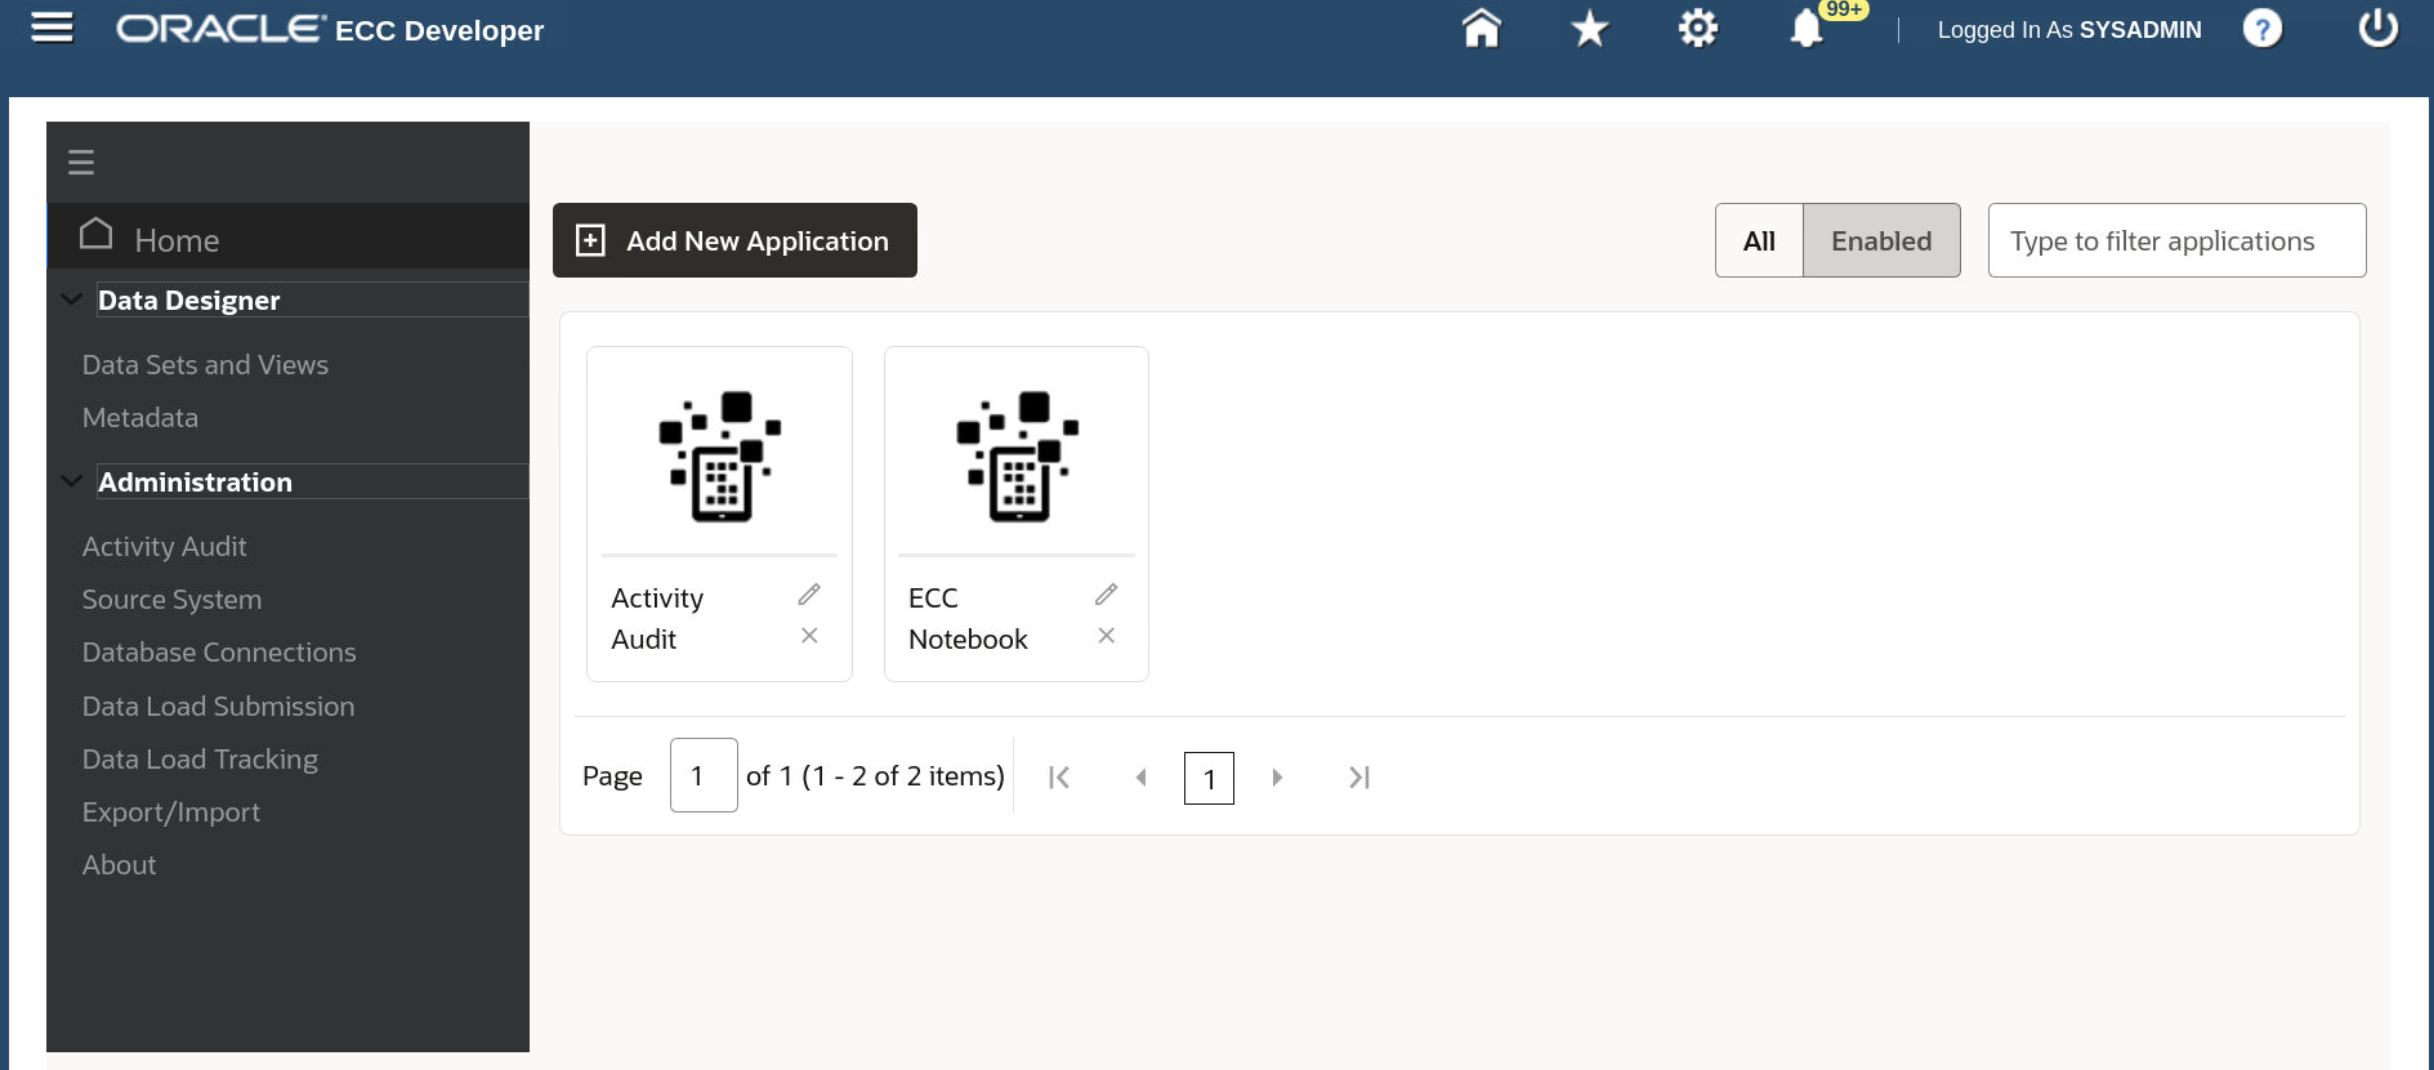 ORACLE ECC Developer
99+
Logged In As SYSADMIN
?
Home
Data Designer
Data Sets and Views
Metadata
Administration
Activity Audit
Source System
Database Connections
Data Load Submission
Data Load Tracking
Export/Import
About
Add New Application
All
Enabled
Type to filter applications
Activity
Audit
ECC
Notebook
Page 1 of 1 (1 - 2 of 2 items) 1